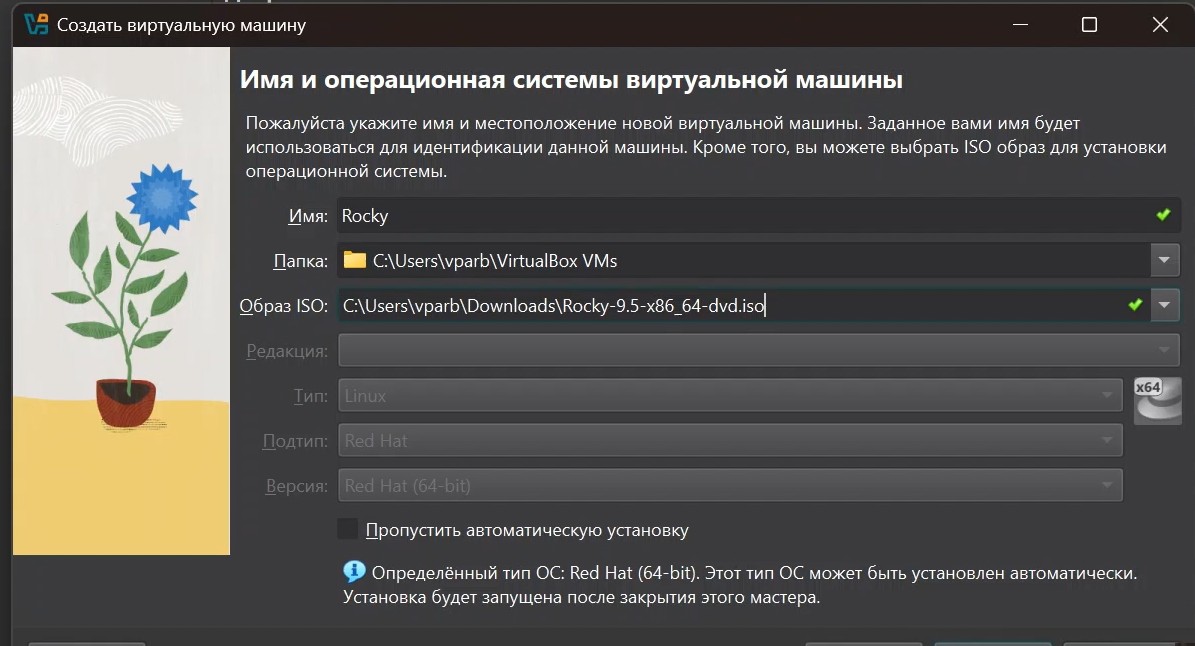 Создать виртуальную машину
Имя и операционная системы виртуальной машины
Пожалуйста укажите имя и местоположение новой виртуальной машины. Заданное вами имя будет
использоваться для идентификации данной машины. Кроме того, вы можете выбрать ISO образ для установки
операционной системы.
Имя: Rocky
Папка: C:\Users\vparb\VirtualBox VMs
Образ ISO: C:\Users\vparb\Downloads\Rocky-9.5-x86_64-dvd.iso
Редакция:
Тип: Linux
x64
Подтип: Red Hat
Версия: Red Hat (64-bit)
Пропустить автоматическую установку
Определённый тип ОС: Red Hat (64-bit). Этот тип ОС может быть установлен автоматически.
Установка будет запущена после закрытия этого мастера.